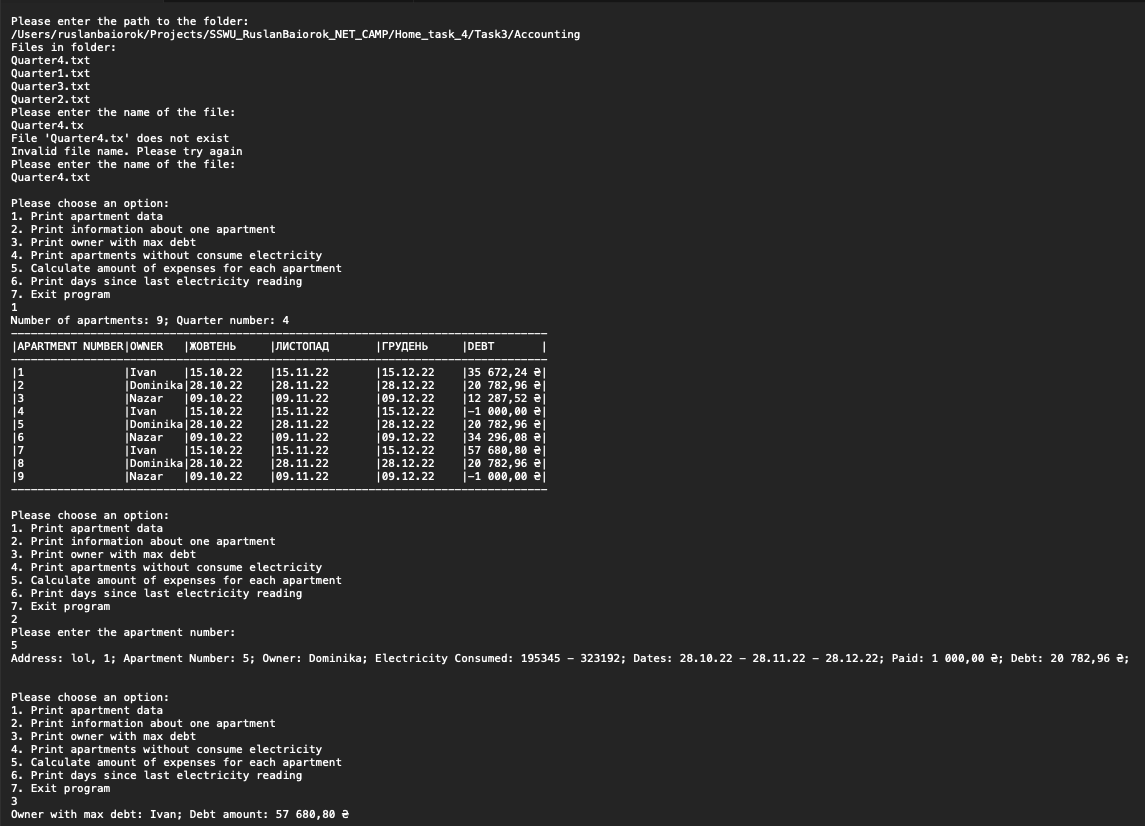 Please enter the path to the folder:
/Users/ruslanbaiorok/Projects/SSWU_RuslanBaiorok_NET_CAMP/Home_task_4/Task3/Accounting
Files in folder:
Quarter4.txt
Quarter1.txt
Quarter3.txt
Quarter2.txt
Please enter the name of the file:
Quarter4.tx
File 'Quarter4.tx' does not exist
Invalid file name. Please try again
Please enter the name of the file:
Quarter4.txt

Please choose an option:
1. Print apartment data
2. Print information about one apartment
3. Print owner with max debt
4. Print apartments without consume electricity
5. Calculate amount of expenses for each apartment
6. Print days since last electricity reading
7. Exit program
1
Number of apartments: 9; Quarter number: 4
---------------------------------------------------------------------------------
|APARTMENT NUMBER|OWNER   |ЖОВТЕНЬ     |ЛИСТОПАД       |ГРУДЕНЬ     |DEBT       |
---------------------------------------------------------------------------------
|1               |Ivan    |15.10.22    |15.11.22       |15.12.22    |35 672,24 ₴|
|2               |Dominika|28.10.22    |28.11.22       |28.12.22    |20 782,96 ₴|
|3               |Nazar   |09.10.22    |09.11.22       |09.12.22    |12 287,52 ₴|
|4               |Ivan    |15.10.22    |15.11.22       |15.12.22    |-1 000,00 ₴|
|5               |Dominika|28.10.22    |28.11.22       |28.12.22    |20 782,96 ₴|
|6               |Nazar   |09.10.22    |09.11.22       |09.12.22    |34 296,08 ₴|
|7               |Ivan    |15.10.22    |15.11.22       |15.12.22    |57 680,80 ₴|
|8               |Dominika|28.10.22    |28.11.22       |28.12.22    |20 782,96 ₴|
|9               |Nazar   |09.10.22    |09.11.22       |09.12.22    |-1 000,00 ₴|
---------------------------------------------------------------------------------

Please choose an option:
1. Print apartment data
2. Print information about one apartment
3. Print owner with max debt
4. Print apartments without consume electricity
5. Calculate amount of expenses for each apartment
6. Print days since last electricity reading
7. Exit program
2
Please enter the apartment number:
5
Address: lol, 1; Apartment Number: 5; Owner: Dominika; Electricity Consumed: 195345 - 323192; Dates: 28.10.22 - 28.11.22 - 28.12.22; Paid: 1 000,00 ₴; Debt: 20 782,96 ₴;

Please choose an option:
1. Print apartment data
2. Print information about one apartment
3. Print owner with max debt
4. Print apartments without consume electricity
5. Calculate amount of expenses for each apartment
6. Print days since last electricity reading
7. Exit program
3
Owner with max debt: Ivan; Debt amount: 57 680,80 ₴